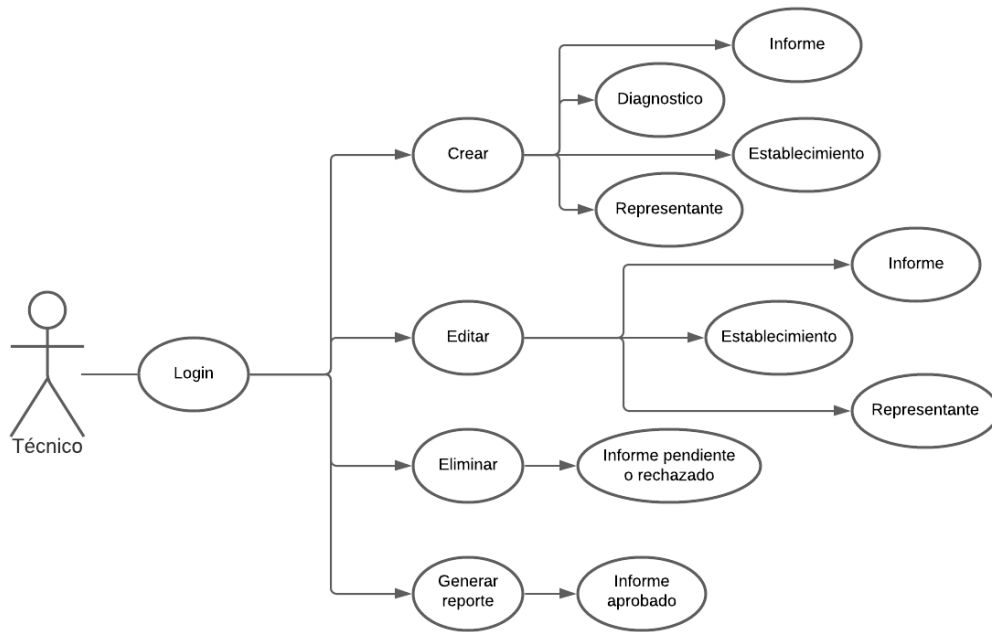 Informe
Diagnostico
Crear
Establecimiento
Representante
Informe
Editar
Establecimiento
Login
Representante
Técnico
Eliminar
Informe pendiente
o rechazado
Generar
reporte
Informe
aprobado